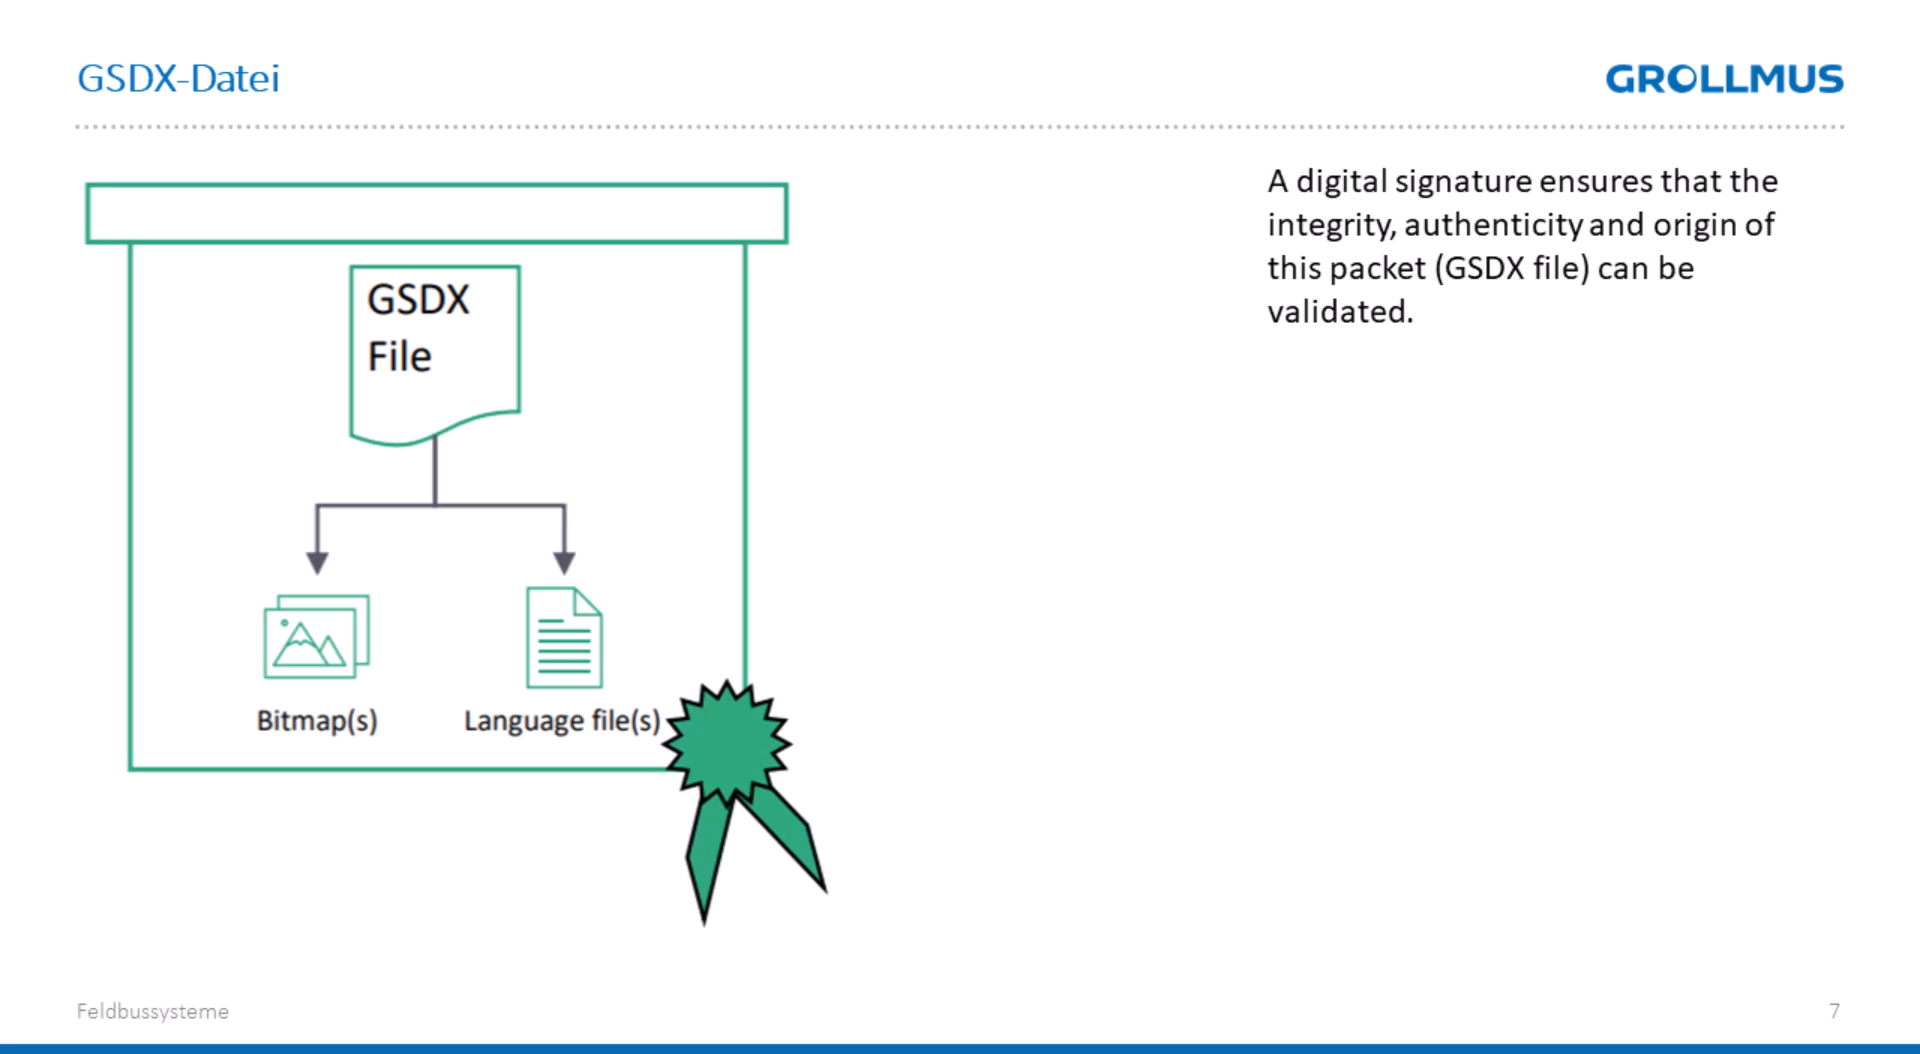 GSDX-Datei
GROLLMUS
A digital signature ensures that the
integrity, authenticity and origin of
this packet (GSDX file) can be
validated.
GSDX
File
Bitmap(s)
Language file(s)
Feldbussysteme
7